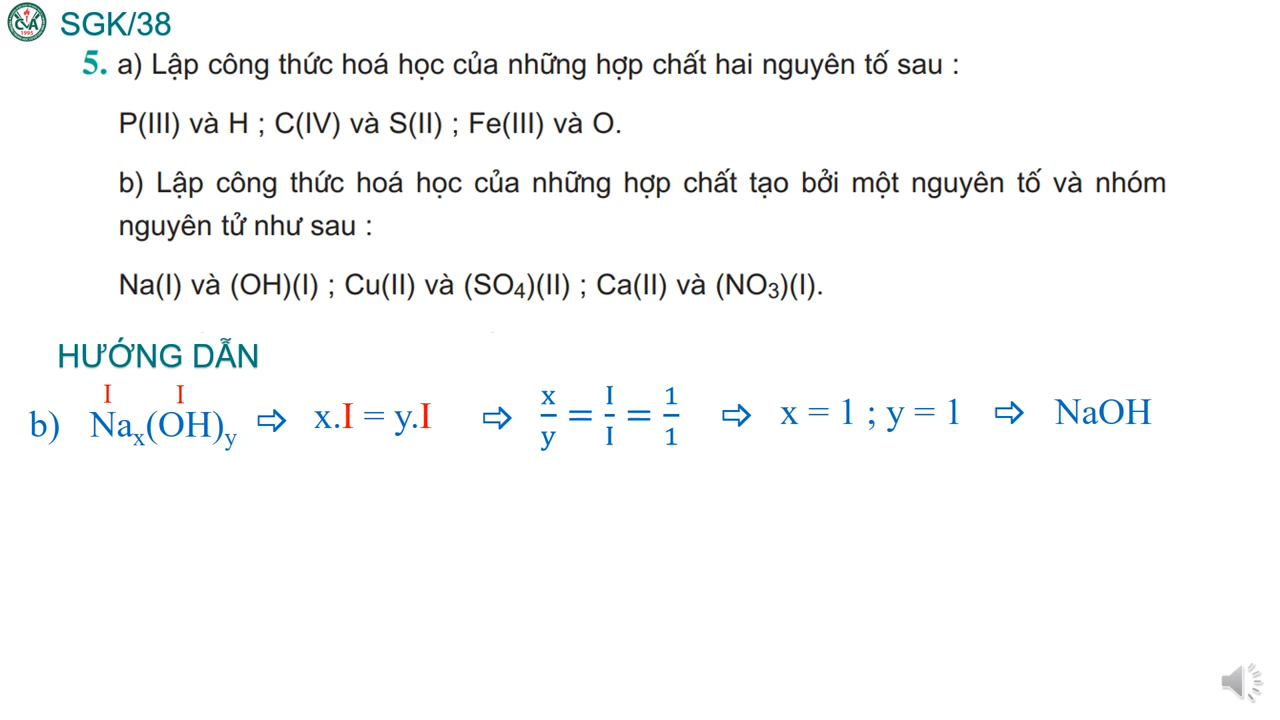 CVA
1995
SGK/38
5. a) Lập công thức hoá học của những hợp chất hai nguyên tố sau :
P(III) và H ; C(IV) và S(II) ; Fe(III) và O.
b) Lập công thức hoá học của những hợp chất tạo bởi một nguyên tố và nhóm
nguyên tử như sau :
Na(I) và (OH)(I) ; Cu(II) và (SO₄)(II) ; Ca(II) và (NO₃)(I).
HƯỚNG DẪN
I I
b) Naₓ(OH)y ⇨ x.I = y.I ⇨ x/y = I/I = 1/1 ⇨ x = 1 ; y = 1 ⇨ NaOH